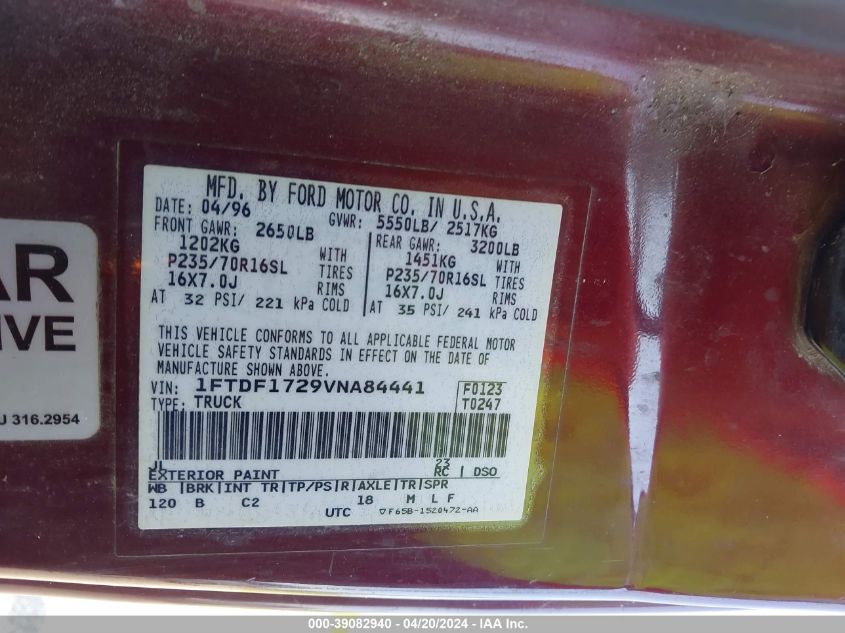 MFD. BY FORD MOTOR CO. IN U.S.A.
DATE: 04/96 GVWR: 5550LB/ 2517KG
FRONT GAWR: 2650LB REAR GAWR: 3200LB
1202KG WITH 1451KG WITH
P235/70R16SL TIRES P235/70R16SL TIRES
16X7.0J RIMS 16X7.0J RIMS
AT 32 PSI/ 221 kPa COLD AT 35 PSI/ 241 kPa COLD
THIS VEHICLE CONFORMS TO ALL APPLICABLE FEDERAL MOTOR
VEHICLE SAFETY STANDARDS IN EFFECT ON THE DATE OF
MANUFACTURE SHOWN ABOVE.
VIN: 1FTDF1729VNA84441 F0123
TYPE: TRUCK T0247
JL 23
EXTERIOR PAINT RC | DSO
WB |BRK|INT TR|TP/PS|R|AXLE|TR|SPR
120 B C2 18 M L F
UTC ▽F65B-1520472-AA
AR
IVE
J 316.2954
000-39082940 - 04/20/2024 - IAA Inc.